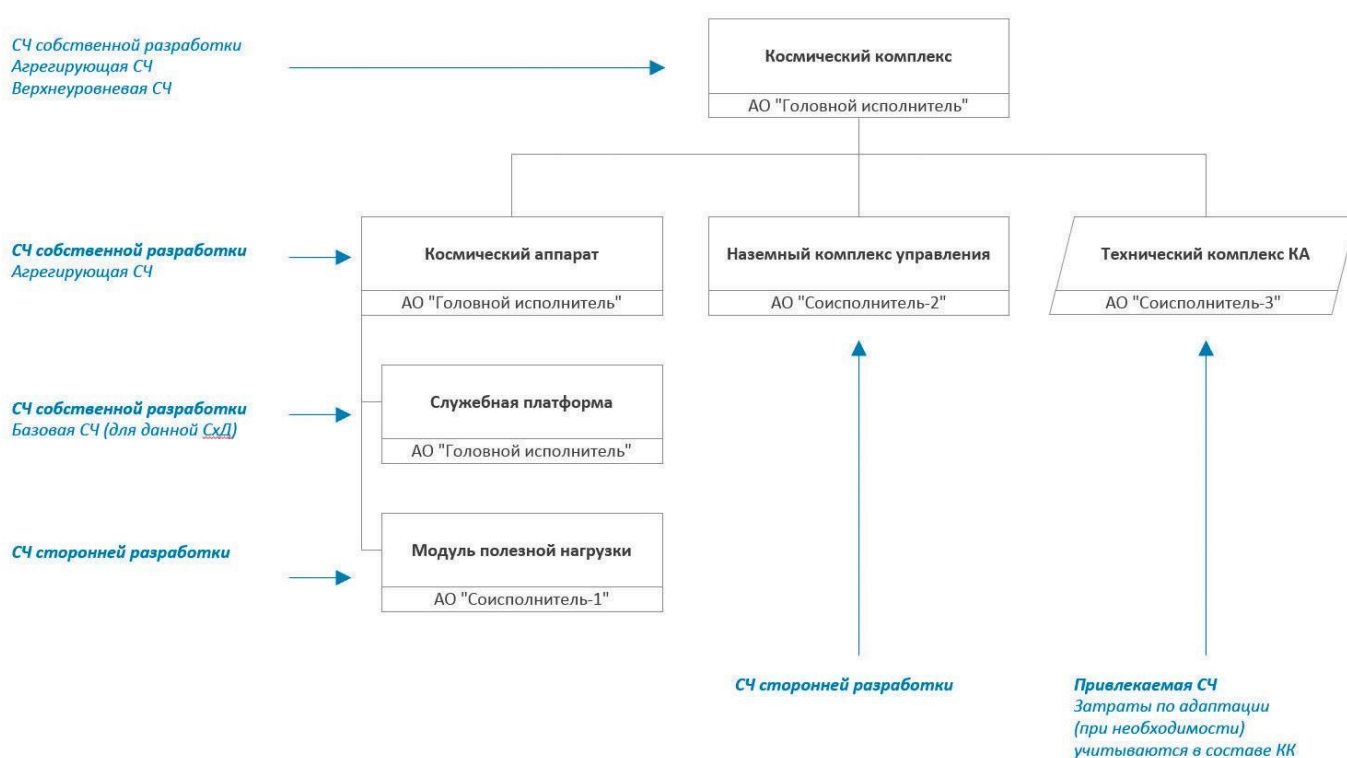 СЧ собственной разработки
Агрегирующая СЧ
Верхнеуровневая СЧ
Космический комплекс
АО "Головной исполнитель"
СЧ собственной разработки
Агрегирующая СЧ
Космический аппарат
АО "Головной исполнитель"
Наземный комплекс управления
АО "Соисполнитель-2"
Технический комплекс КА
АО "Соисполнитель-3"
СЧ собственной разработки
Базовая СЧ (для данной СхД)
Служебная платформа
АО "Головной исполнитель"
СЧ сторонней разработки
Модуль полезной нагрузки
АО "Соисполнитель-1"
СЧ сторонней разработки
Привлекаемая СЧ
Затраты по адаптации
(при необходимости)
учитываются в составе КК